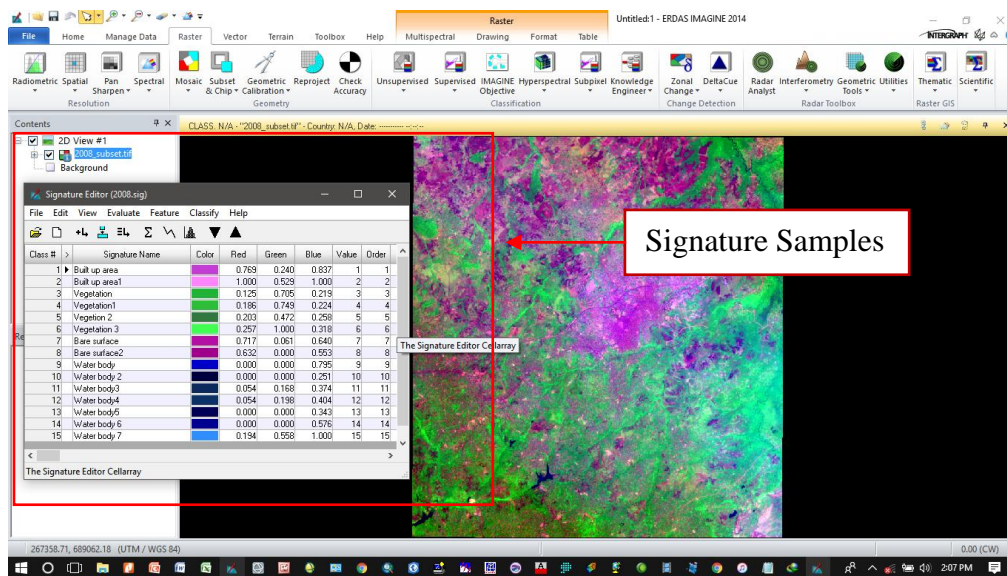 Raster
Untitled:1 - ERDAS IMAGINE 2014
File Home Manage Data Raster Vector Terrain Toolbox Help Multispectral Drawing Format Table
INTERGRAPH
Radiometric Spatial Pan Sharpen Spectral Mosaic Subset & Chip Geometric Calibration Reproject Check Accuracy Unsupervised Supervised IMAGINE Objective Hyperspectral Subpixel Knowledge Engineer Zonal Change DeltaCue Radar Analyst Interferometry Geometric Tools Utilities Thematic Scientific
Resolution Geometry Classification Change Detection Radar Toolbox Raster GIS
Contents
CLASS. N/A - "2008_subset.tif" - Country: N/A, Date: -------- --:--:--
2D View #1
2008_subset.tif
Background
Signature Editor (2008.sig)
File Edit View Evaluate Feature Classify Help
Class # > Signature Name Color Red Green Blue Value Order
1 Built up area 0.769 0.240 0.837 1 1
2 Built up area1 1.000 0.529 1.000 2 2
3 Vegetation 0.125 0.705 0.219 3 3
4 Vegetation1 0.186 0.749 0.224 4 4
5 Vegetion 2 0.203 0.472 0.258 5 5
6 Vegetation 3 0.257 1.000 0.318 6 6
7 Bare surface 0.717 0.061 0.640 7 7
8 Bare surface2 0.632 0.000 0.553 8 8
9 Water body 0.000 0.000 0.795 9 9
10 Water body 2 0.000 0.000 0.251 10 10
11 Water body3 0.054 0.168 0.374 11 11
12 Water body4 0.054 0.198 0.404 12 12
13 Water body5 0.000 0.000 0.343 13 13
14 Water body 6 0.000 0.000 0.576 14 14
15 Water body 7 0.194 0.558 1.000 15 15
The Signature Editor Cellarray
The Signature Editor Cellarray
Re
Signature Samples
267358.71, 689062.18 (UTM / WGS 84)
0.00 (CW)
2:07 PM